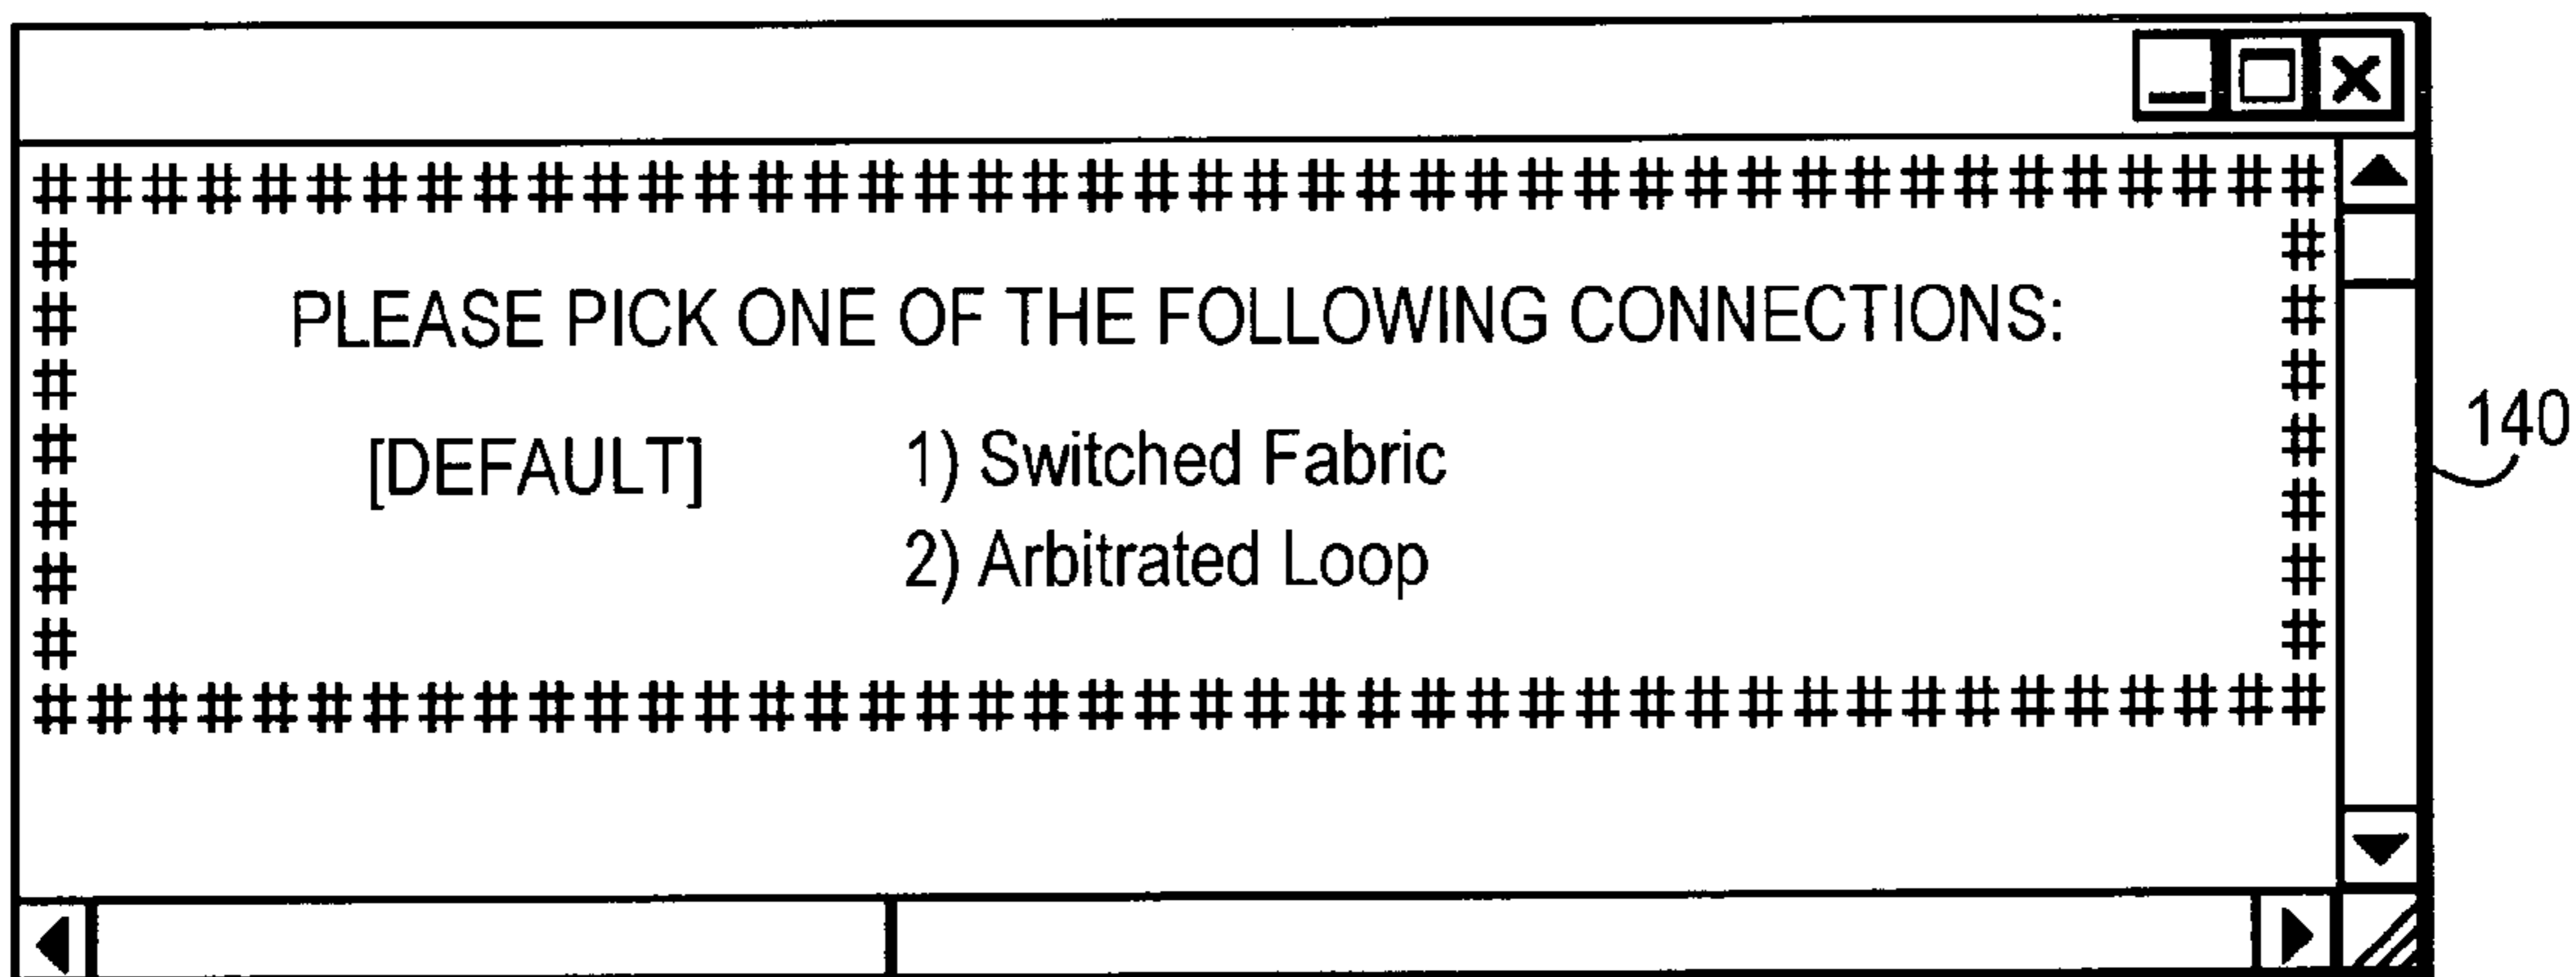 ##########################################
PLEASE PICK ONE OF THE FOLLOWING CONNECTIONS:
[DEFAULT] 1) Switched Fabric
2) Arbitrated Loop
##########################################
140